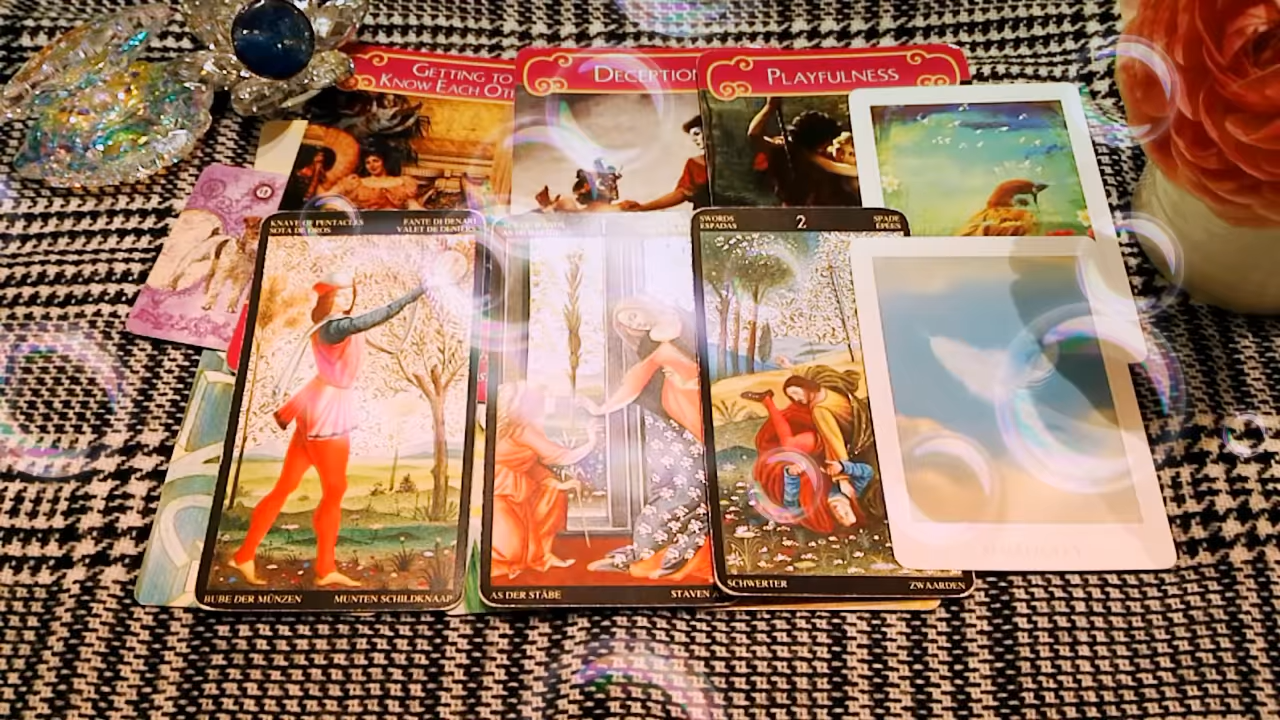 GETTING TO
KNOW EACH OTH
DECEPTION
PLAYFULNESS
KNAVE OF PENTACLES
SOTA DE OROS
FANTE DI DENARI
VALET DE DENIERS
SWORDS
ESPADAS
2
SPADE
ÉPÉES
BUBE DER MÜNZEN
MUNTEN SCHILDKNAAP
AS DER STÄBE
STAVEN A
SCHWERTER
ZWAARDEN